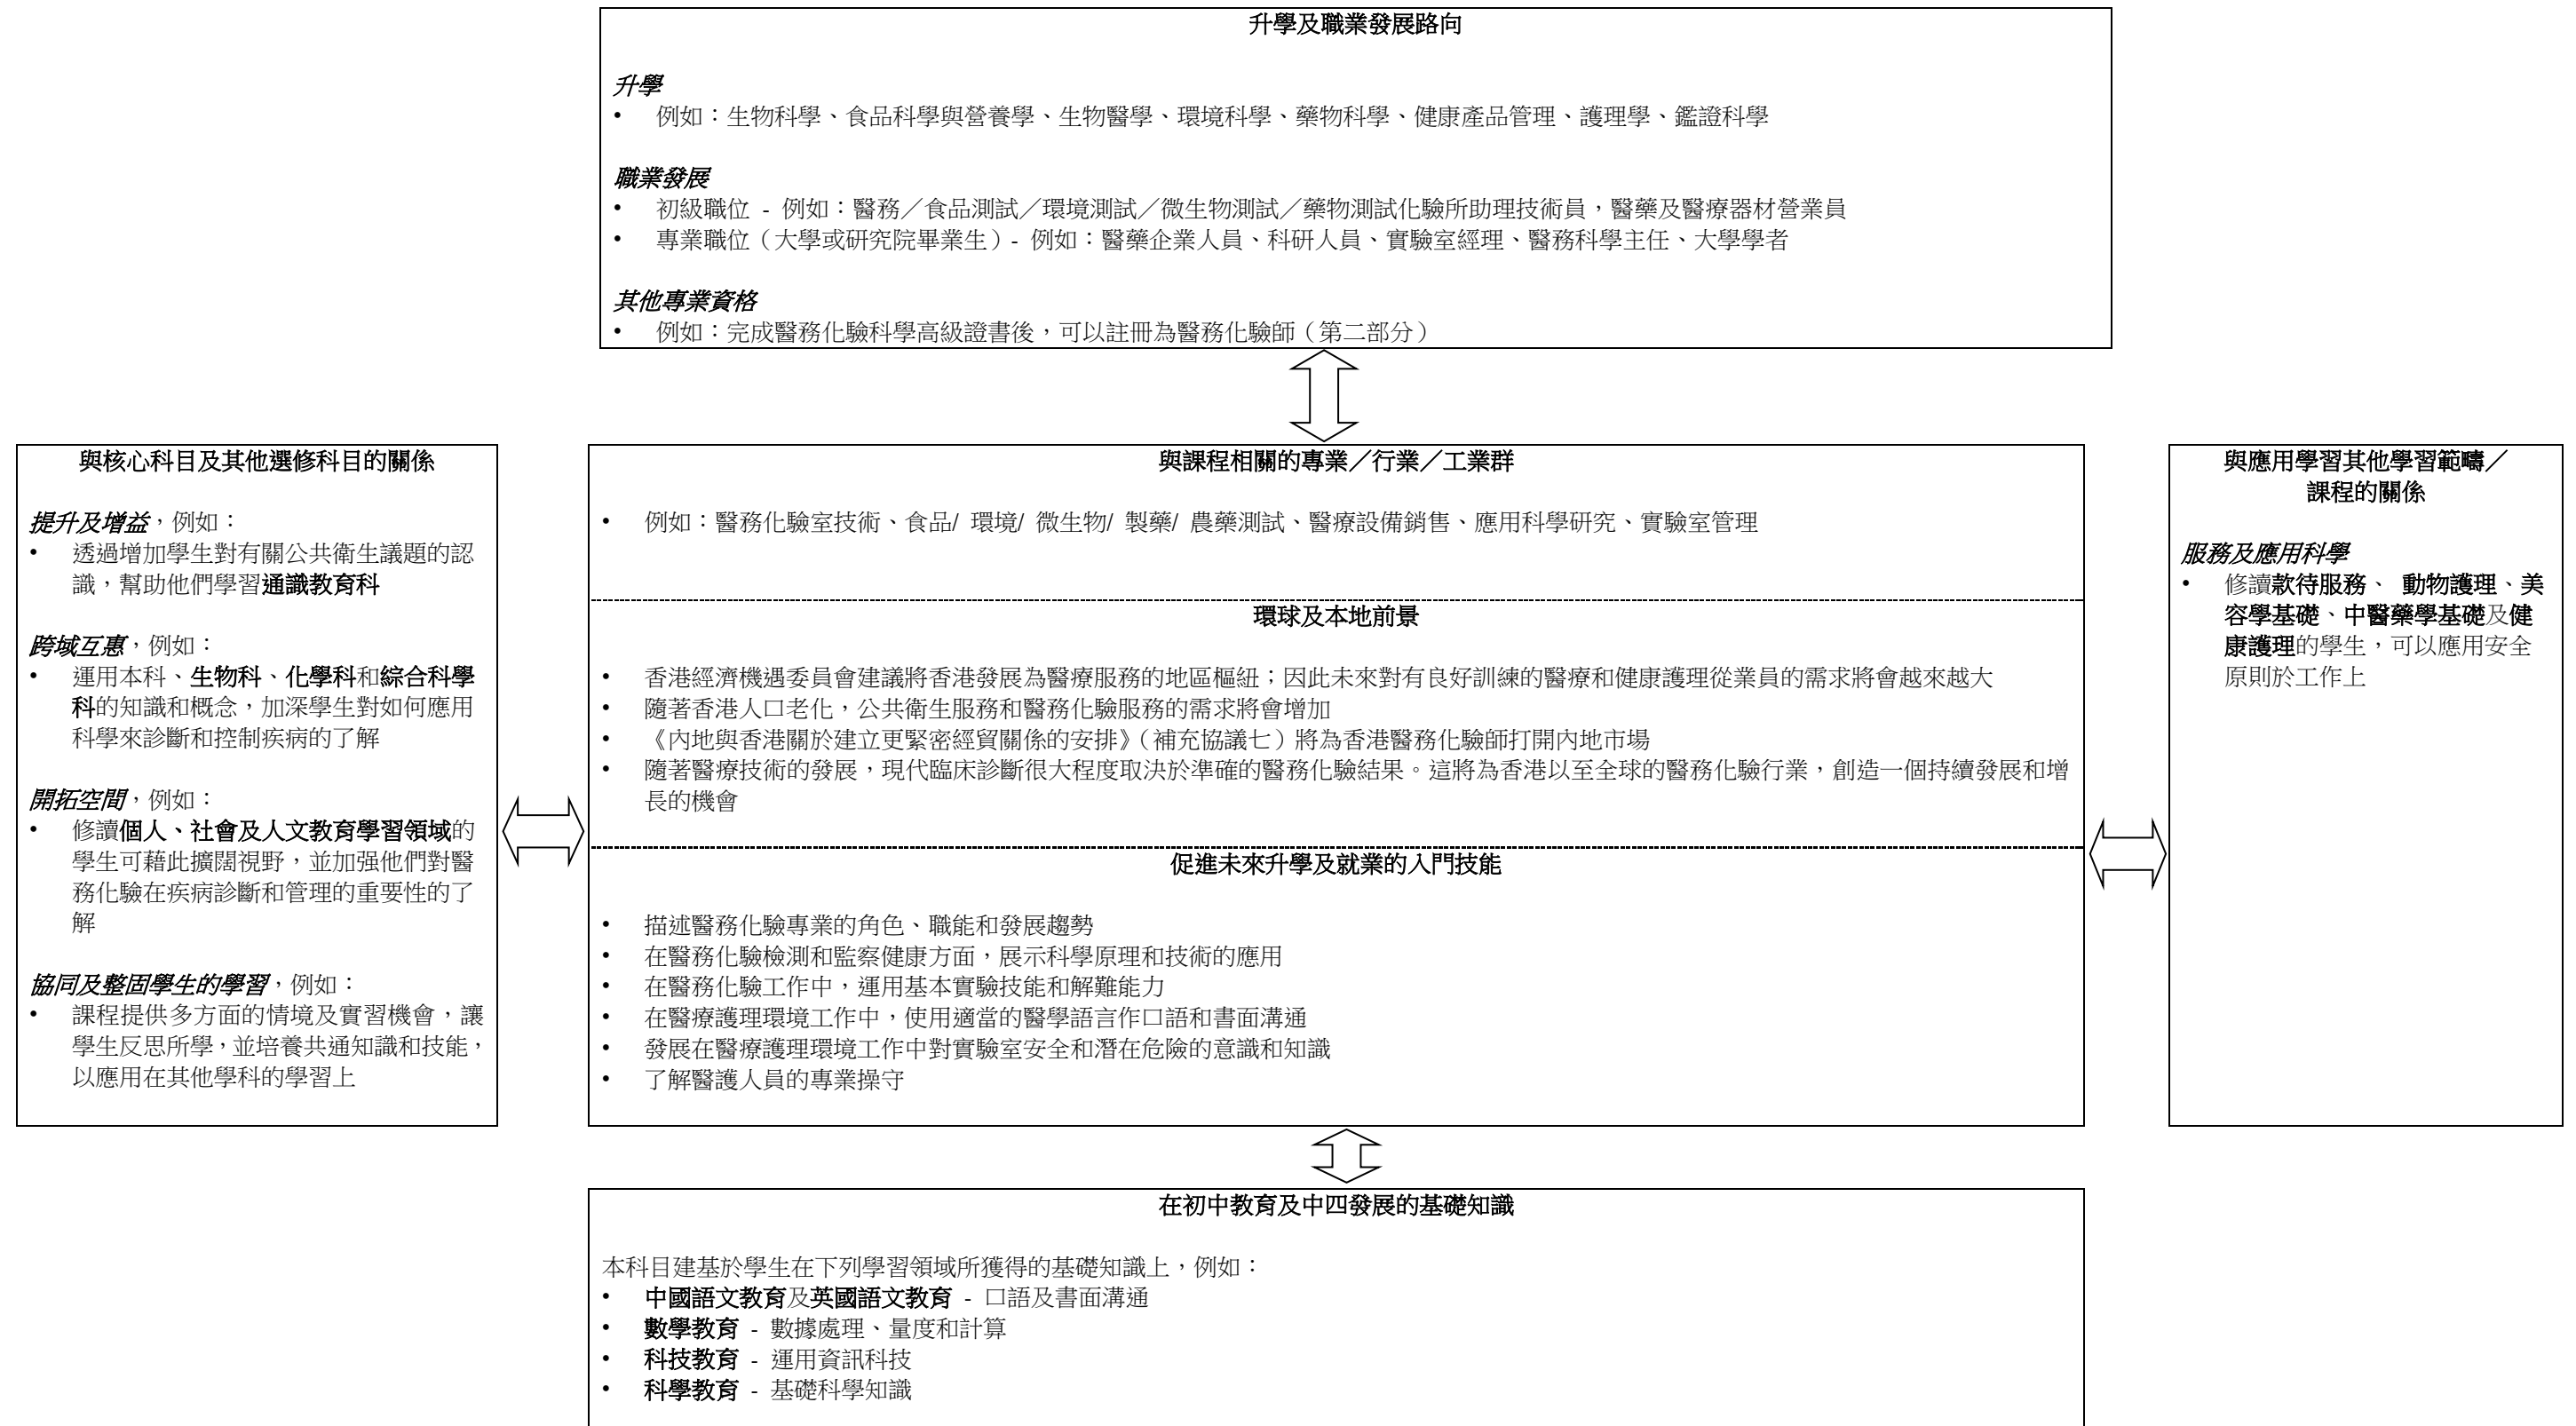 升學及職業發展路向
升學
• 例如：生物科學、食品科學與營養學、生物醫學、環境科學、藥物科學、健康產品管理、護理學、鑑證科學
職業發展
• 初級職位 - 例如：醫務／食品測試／環境測試／微生物測試／藥物測試化驗所助理技術員，醫藥及醫療器材營業員
• 專業職位（大學或研究院畢業生）- 例如：醫藥企業人員、科研人員、實驗室經理、醫務科學主任、大學學者
其他專業資格
• 例如：完成醫務化驗科學高級證書後，可以註冊為醫務化驗師（第二部分）
與核心科目及其他選修科目的關係
提升及增益，例如：
• 透過增加學生對有關公共衛生議題的認
識，幫助他們學習通識教育科
跨域互惠，例如：
• 運用本科、生物科、化學科和綜合科學
科的知識和概念，加深學生對如何應用
科學來診斷和控制疾病的了解
開拓空間，例如：
• 修讀個人、社會及人文教育學習領域的
學生可藉此擴闊視野，並加强他們對醫
務化驗在疾病診斷和管理的重要性的了
解
協同及整固學生的學習，例如：
• 課程提供多方面的情境及實習機會，讓
學生反思所學，並培養共通知識和技能，
以應用在其他學科的學習上
與課程相關的專業／行業／工業群
• 例如：醫務化驗室技術、食品/ 環境/ 微生物/ 製藥/ 農藥測試、醫療設備銷售、應用科學研究、實驗室管理
環球及本地前景
• 香港經濟機遇委員會建議將香港發展為醫療服務的地區樞紐；因此未來對有良好訓練的醫療和健康護理從業員的需求將會越來越大
• 隨著香港人口老化，公共衛生服務和醫務化驗服務的需求將會增加
• 《內地與香港關於建立更緊密經貿關係的安排》（補充協議七）將為香港醫務化驗師打開內地市場
• 隨著醫療技術的發展，現代臨床診斷很大程度取決於準確的醫務化驗結果。這將為香港以至全球的醫務化驗行業，創造一個持續發展和增
長的機會
促進未來升學及就業的入門技能
• 描述醫務化驗專業的角色、職能和發展趨勢
• 在醫務化驗檢測和監察健康方面，展示科學原理和技術的應用
• 在醫務化驗工作中，運用基本實驗技能和解難能力
• 在醫療護理環境工作中，使用適當的醫學語言作口語和書面溝通
• 發展在醫療護理環境工作中對實驗室安全和潛在危險的意識和知識
• 了解醫護人員的專業操守
與應用學習其他學習範疇／
課程的關係
服務及應用科學
• 修讀款待服務、 動物護理、美
容學基礎、中醫藥學基礎及健
康護理的學生，可以應用安全
原則於工作上
在初中教育及中四發展的基礎知識
本科目建基於學生在下列學習領域所獲得的基礎知識上，例如：
• 中國語文教育及英國語文教育 - 口語及書面溝通
• 數學教育 - 數據處理、量度和計算
• 科技教育 - 運用資訊科技
• 科學教育 - 基礎科學知識